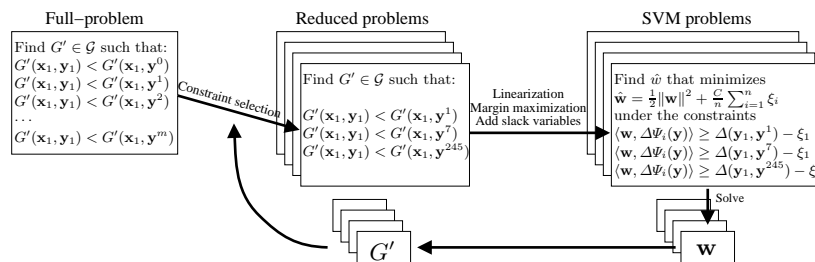 Full−problem
Find G′ ∈ 𝒢 such that:
G′(x₁, y₁) < G′(x₁, y⁰)
G′(x₁, y₁) < G′(x₁, y¹)
G′(x₁, y₁) < G′(x₁, y²)
...
G′(x₁, y₁) < G′(x₁, yᵐ)
Constraint selection
Reduced problems
Find G′ ∈ 𝒢 such that:
G′(x₁, y₁) < G′(x₁, y¹)
G′(x₁, y₁) < G′(x₁, y⁷)
G′(x₁, y₁) < G′(x₁, y²⁴⁵)
Linearization
Margin maximization
Add slack variables
SVM problems
Find ŵ that minimizes
ŵ = ½‖w‖² + C/n ∑ⁿᵢ₌₁ ξᵢ
under the constraints
⟨w, ΔΨᵢ(y)⟩ ≥ Δ(y₁, y¹) − ξ₁
⟨w, ΔΨᵢ(y)⟩ ≥ Δ(y₁, y⁷) − ξ₁
⟨w, ΔΨᵢ(y)⟩ ≥ Δ(y₁, y²⁴⁵) − ξ
Solve
G′
w